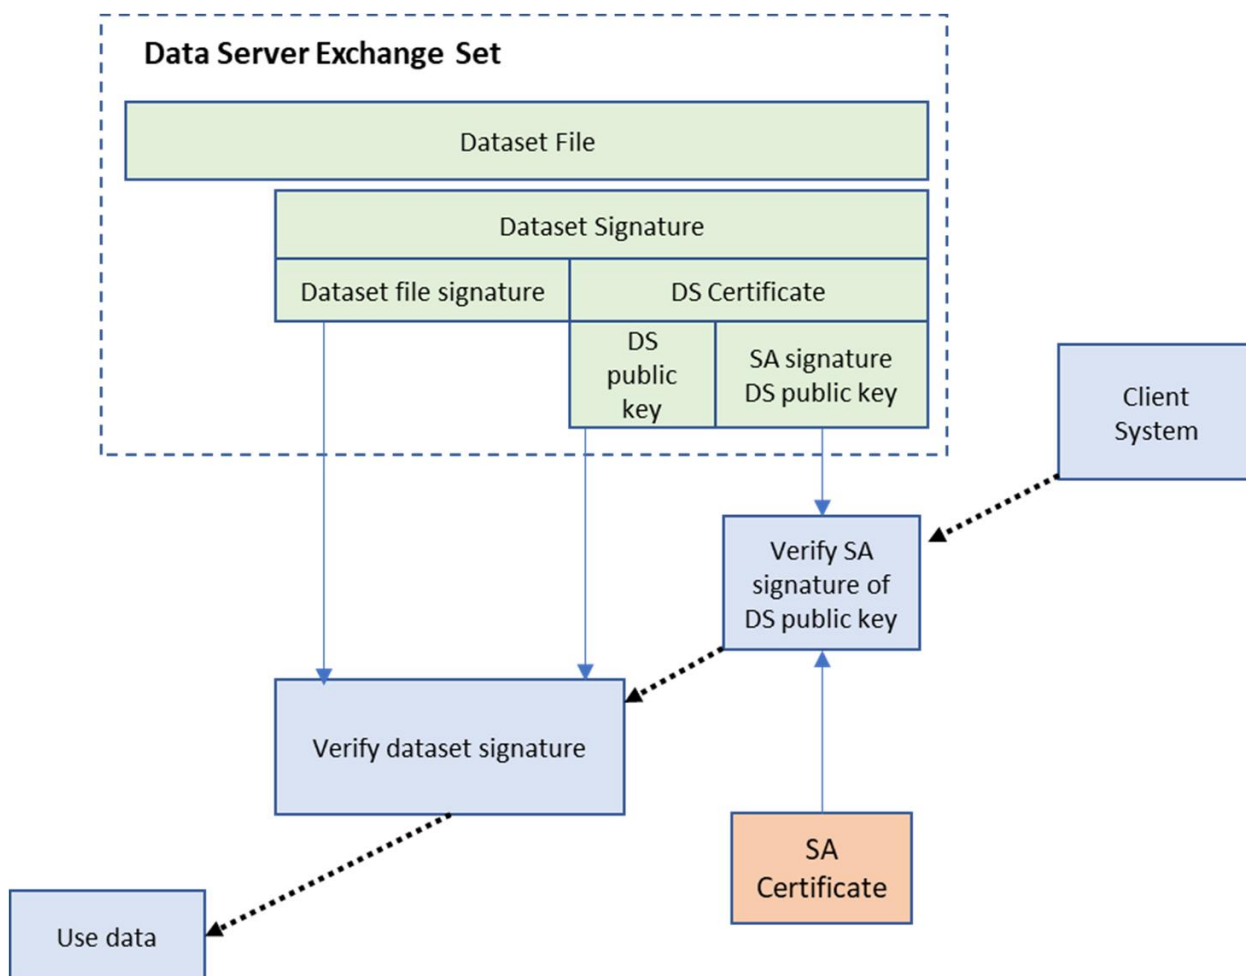 Data Server Exchange Set
Dataset File
Dataset Signature
Dataset file signature
DS Certificate
DS
public
key
SA signature
DS public key
Client
System
Verify SA
signature of
DS public key
Verify dataset signature
SA
Certificate
Use data